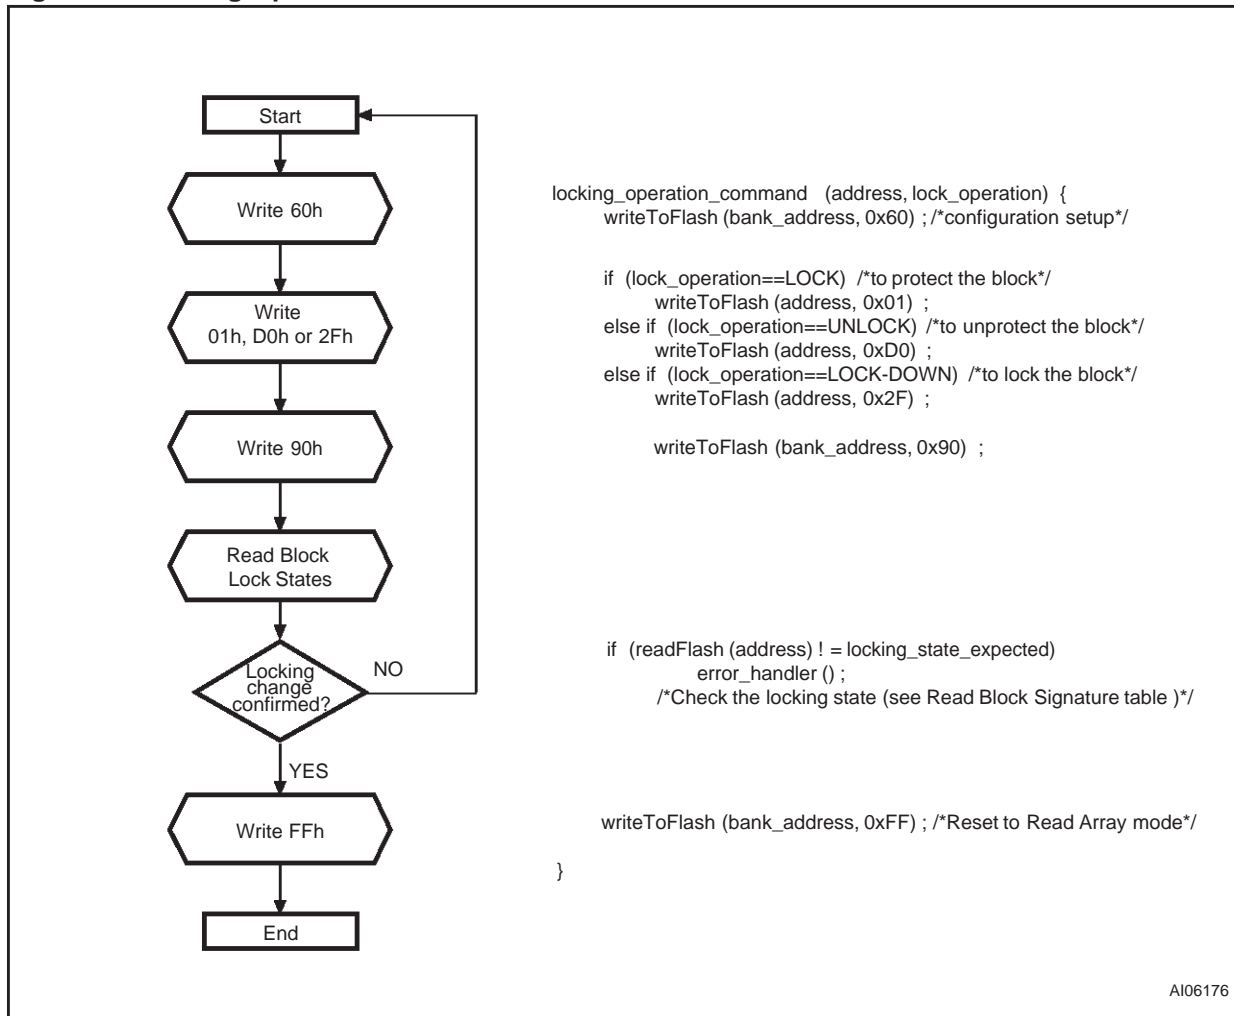 Start
Write 60h
Write
01h, D0h or 2Fh
Write 90h
Read Block
Lock States
Locking
change
confirmed?
NO
YES
Write FFh
End
locking_operation_command (address, lock_operation) {
writeToFlash (bank_address, 0x60) ; /*configuration setup*/
if (lock_operation==LOCK) /*to protect the block*/
writeToFlash (address, 0x01) ;
else if (lock_operation==UNLOCK) /*to unprotect the block*/
writeToFlash (address, 0xD0) ;
else if (lock_operation==LOCK-DOWN) /*to lock the block*/
writeToFlash (address, 0x2F) ;
writeToFlash (bank_address, 0x90) ;
if (readFlash (address) ! = locking_state_expected)
error_handler () ;
/*Check the locking state (see Read Block Signature table )*/
writeToFlash (bank_address, 0xFF) ; /*Reset to Read Array mode*/
}
AI06176